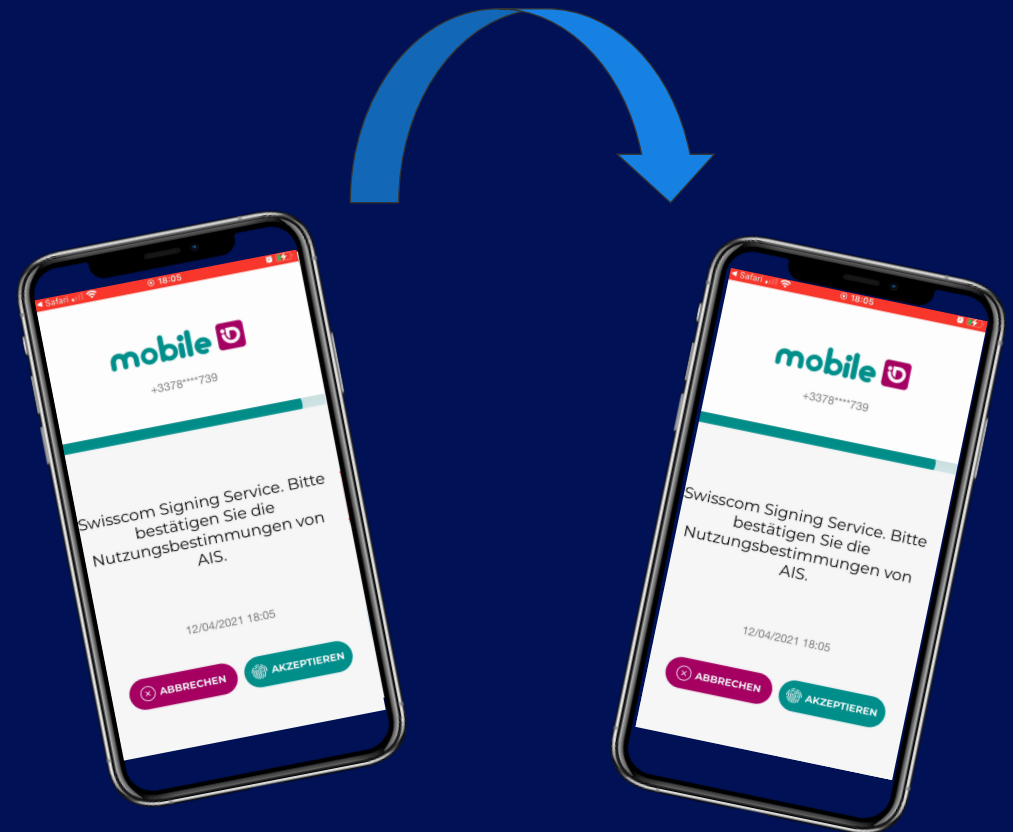 Safari
18:05
mobile iD
+3378****739
Swisscom Signing Service. Bitte
bestätigen Sie die
Nutzungsbestimmungen von
AIS.
12/04/2021 18:05
ABBRECHEN
AKZEPTIEREN
Safari
18:05
mobile iD
+3378****739
Swisscom Signing Service. Bitte
bestätigen Sie die
Nutzungsbestimmungen von
AIS.
12/04/2021 18:05
ABBRECHEN
AKZEPTIEREN